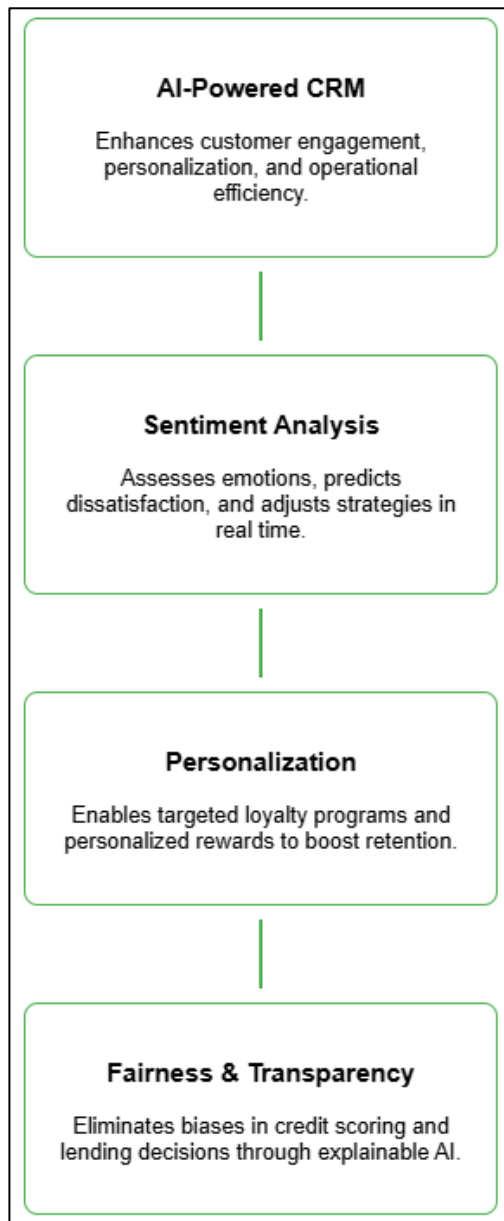 AI-Powered CRM
Enhances customer engagement,
personalization, and operational
efficiency.
Sentiment Analysis
Assesses emotions, predicts
dissatisfaction, and adjusts strategies in
real time.
Personalization
Enables targeted loyalty programs and
personalized rewards to boost retention.
Fairness & Transparency
Eliminates biases in credit scoring and
lending decisions through explainable AI.